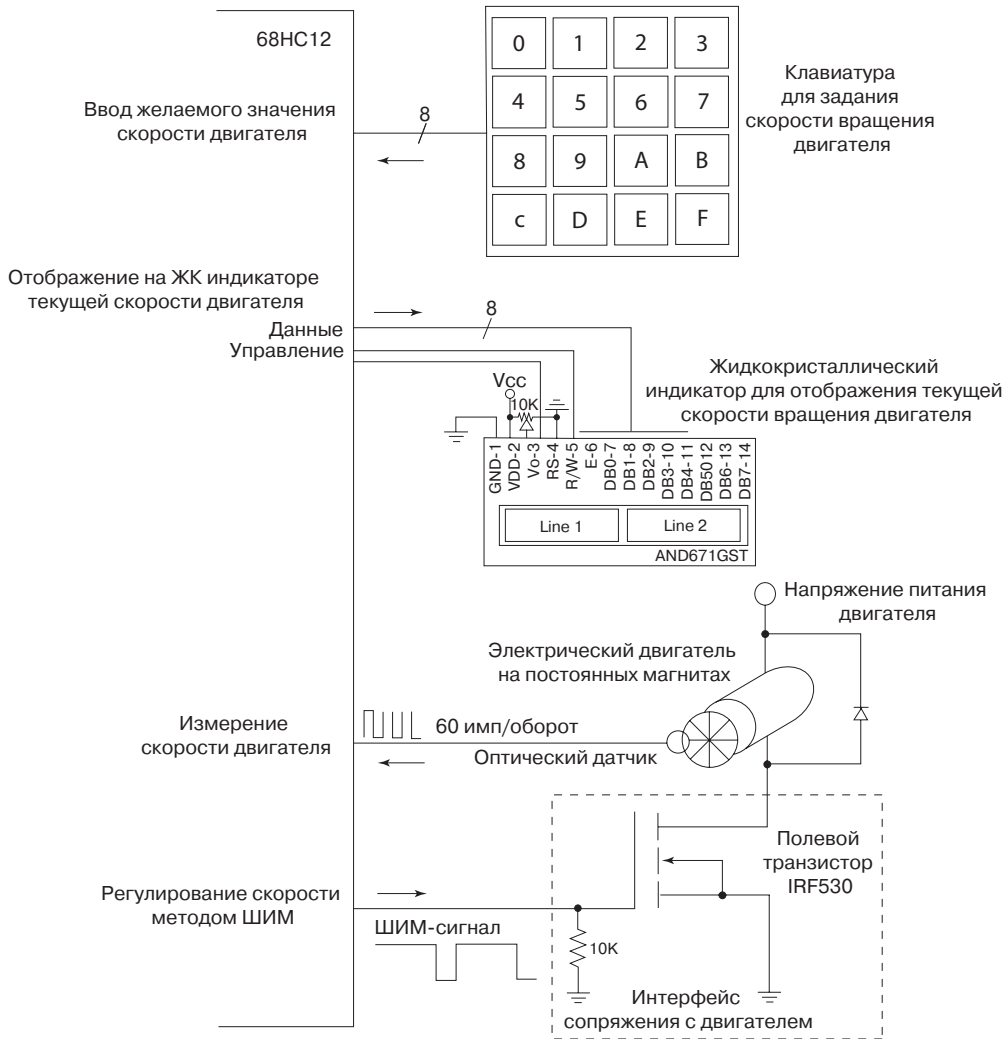 68HC12
Ввод желаемого значения
скорости двигателя
8
0 1 2 3
4 5 6 7
8 9 A B
c D E F
Клавиатура
для задания
скорости вращения
двигателя
Отображение на ЖК индикаторе
текущей скорости двигателя
Данные
Управление
8
Жидкокристаллический
индикатор для отображения текущей
скорости вращения двигателя
Vcc
10K
GND-1
VDD-2
Vo-3
RS-4
R/W-5
E-6
DB0-7
DB1-8
DB2-9
DB3-10
DB4-11
DB5012
DB6-13
DB7-14
Line 1
Line 2
AND671GST
Напряжение питания
двигателя
Электрический двигатель
на постоянных магнитах
Измерение
скорости двигателя
60 имп/оборот
Оптический датчик
Полевой
транзистор
IRF530
Регулирование скорости
методом ШИМ
ШИМ-сигнал
10K
Интерфейс
сопряжения с двигателем